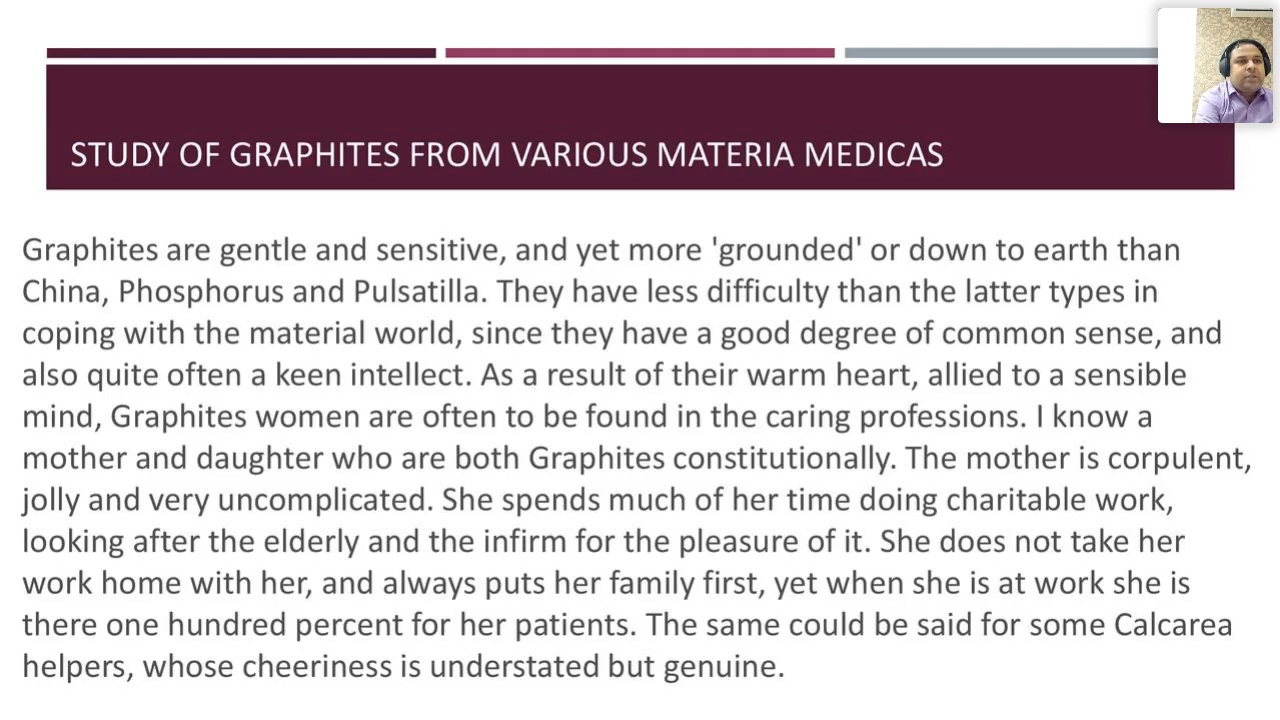 STUDY OF GRAPHITES FROM VARIOUS MATERIA MEDICAS
Graphites are gentle and sensitive, and yet more 'grounded' or down to earth than
China, Phosphorus and Pulsatilla. They have less difficulty than the latter types in
coping with the material world, since they have a good degree of common sense, and
also quite often a keen intellect. As a result of their warm heart, allied to a sensible
mind, Graphites women are often to be found in the caring professions. I know a
mother and daughter who are both Graphites constitutionally. The mother is corpulent,
jolly and very uncomplicated. She spends much of her time doing charitable work,
looking after the elderly and the infirm for the pleasure of it. She does not take her
work home with her, and always puts her family first, yet when she is at work she is
there one hundred percent for her patients. The same could be said for some Calcarea
helpers, whose cheeriness is understated but genuine.